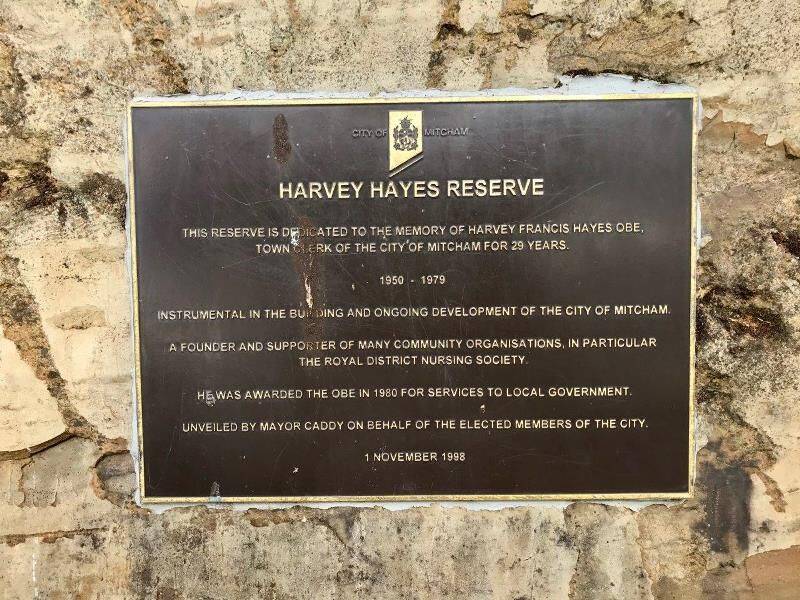 CITY OF MITCHAM
HARVEY HAYES RESERVE
THIS RESERVE IS DEDICATED TO THE MEMORY OF HARVEY FRANCIS HAYES OBE,
TOWN CLERK OF THE CITY OF MITCHAM FOR 29 YEARS.
1950 - 1979
INSTRUMENTAL IN THE BUILDING AND ONGOING DEVELOPMENT OF THE CITY OF MITCHAM.
A FOUNDER AND SUPPORTER OF MANY COMMUNITY ORGANISATIONS, IN PARTICULAR
THE ROYAL DISTRICT NURSING SOCIETY.
HE WAS AWARDED THE OBE IN 1980 FOR SERVICES TO LOCAL GOVERNMENT.
UNVEILED BY MAYOR CADDY ON BEHALF OF THE ELECTED MEMBERS OF THE CITY.
1 NOVEMBER 1998